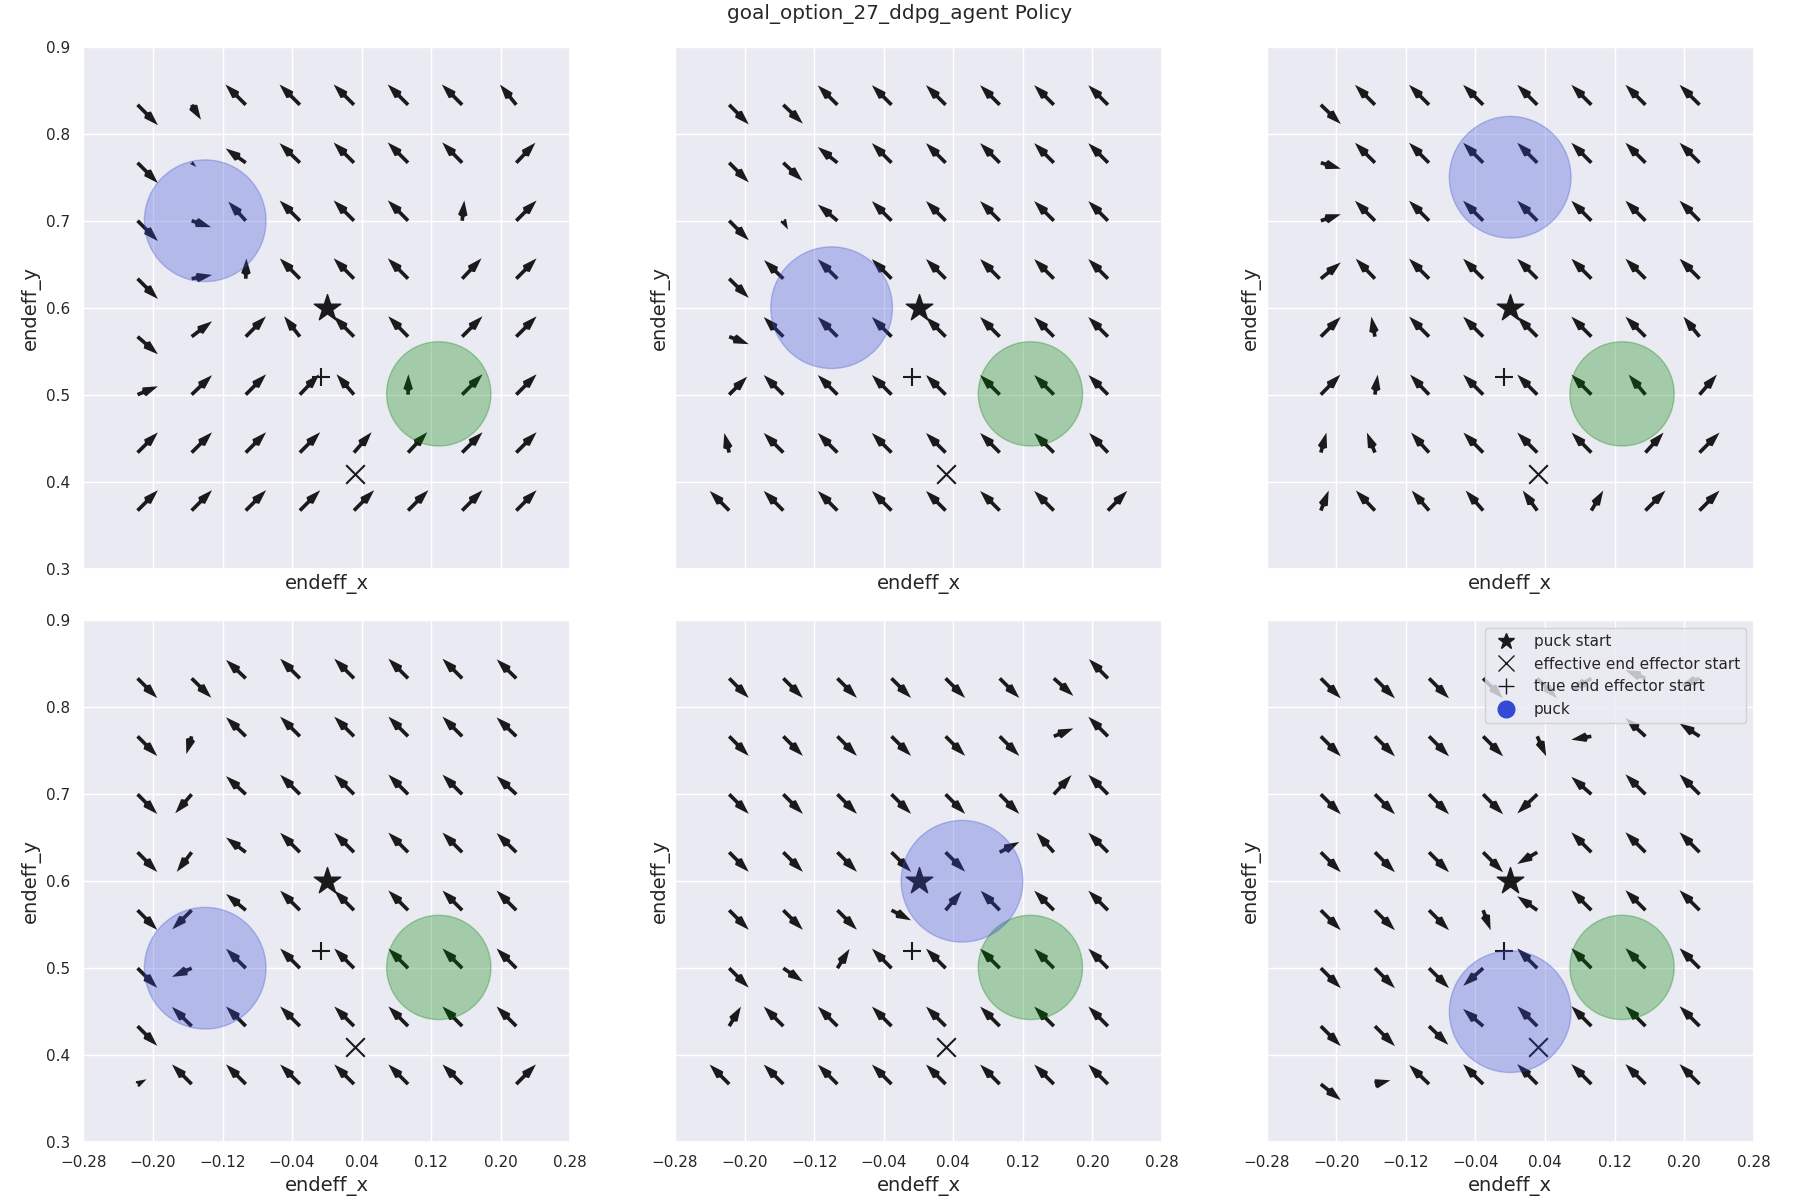 goal_option_27_ddpg_agent Policy
0.9
0.8
0.7
0.6
0.5
0.4
0.3
endeff_y
endeff_x
endeff_y
endeff_x
endeff_y
endeff_x
0.9
0.8
0.7
0.6
0.5
0.4
0.3
endeff_y
−0.28 −0.20 −0.12 −0.04 0.04 0.12 0.20 0.28
endeff_x
endeff_y
−0.28 −0.20 −0.12 −0.04 0.04 0.12 0.20 0.28
endeff_x
puck start
effective end effector start
true end effector start
puck
endeff_y
−0.28 −0.20 −0.12 −0.04 0.04 0.12 0.20 0.28
endeff_x